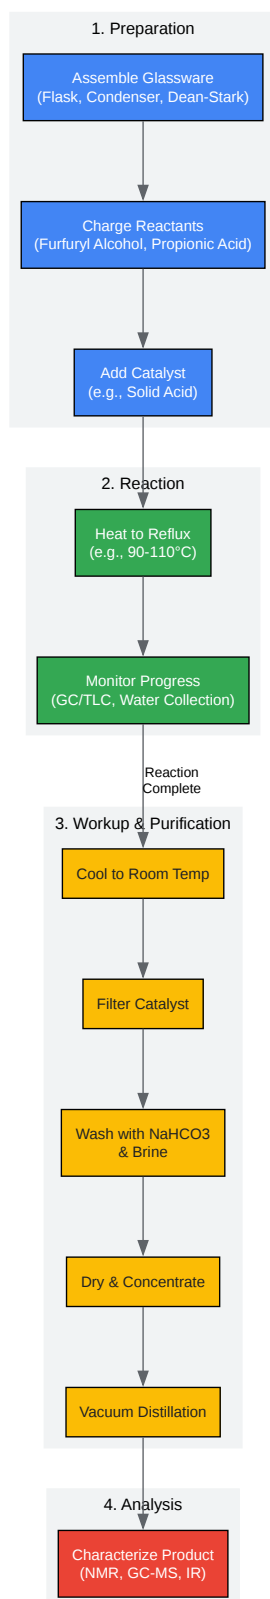 1. Preparation
Assemble Glassware
(Flask, Condenser, Dean-Stark)
Charge Reactants
(Furfuryl Alcohol, Propionic Acid)
Add Catalyst
(e.g., Solid Acid)
2. Reaction
Heat to Reflux
(e.g., 90-110°C)
Monitor Progress
(GC/TLC, Water Collection)
Reaction
Complete
3. Workup & Purification
Cool to Room Temp
Filter Catalyst
Wash with NaHCO3
& Brine
Dry & Concentrate
Vacuum Distillation
4. Analysis
Characterize Product
(NMR, GC-MS, IR)